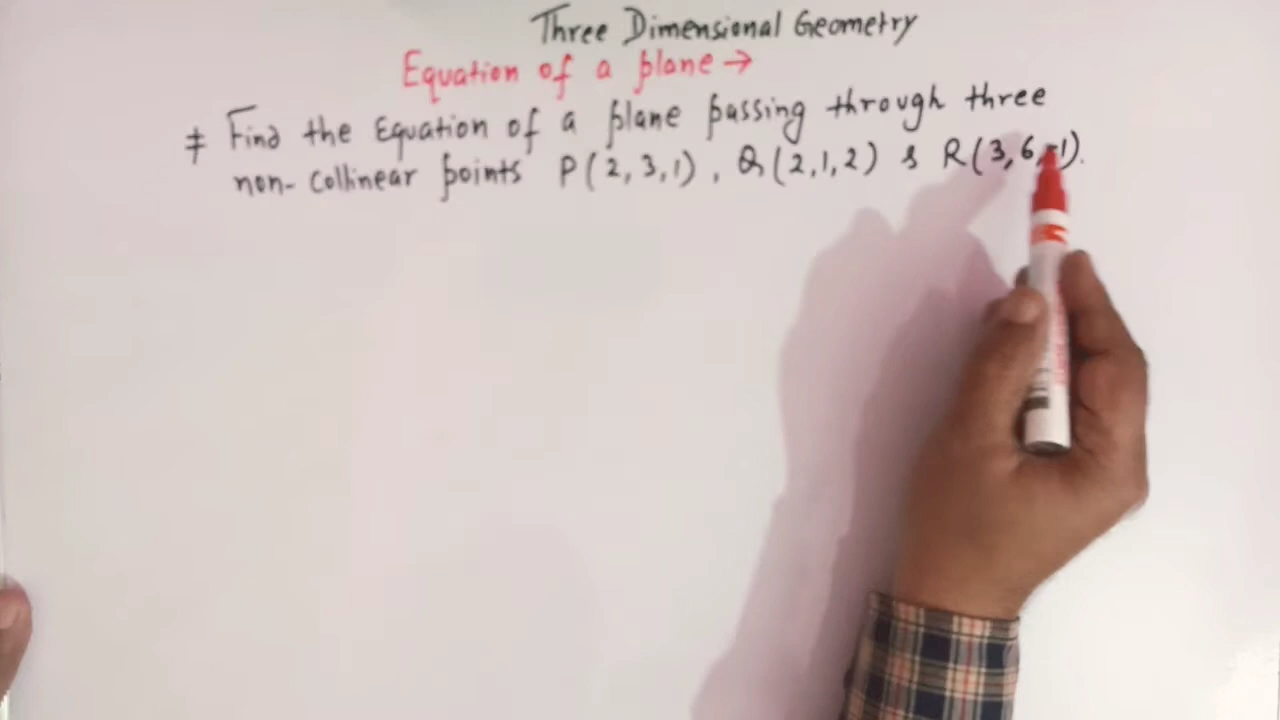 Three Dimensional Geometry
Equation of a plane →
# Find the Equation of a plane passing through three
non-collinear points P(2,3,1), Q(2,1,2) & R(3,6,-1).